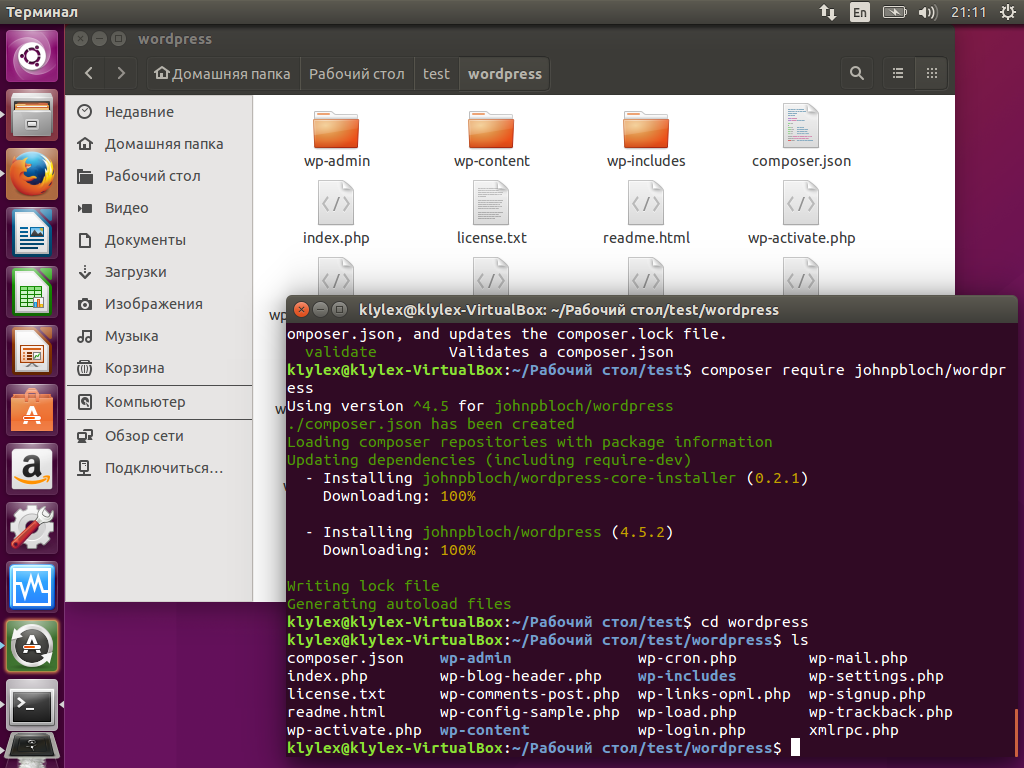 Терминал
En
21:11
wordpress
Домашняя папка
Рабочий стол
test
wordpress
Недавние
Домашняя папка
Рабочий стол
Видео
Документы
Загрузки
Изображения
Музыка
Корзина
Компьютер
Обзор сети
Подключиться…
wp-admin
wp-content
wp-includes
composer.json
index.php
license.txt
readme.html
wp-activate.php
klylex@klylex-VirtualBox: ~/Рабочий стол/test/wordpress
omposer.json, and updates the composer.lock file.
validate Validates a composer.json
klylex@klylex-VirtualBox:~/Рабочий стол/test$ composer require johnpbloch/wordpr
ess
Using version ^4.5 for johnpbloch/wordpress
./composer.json has been created
Loading composer repositories with package information
Updating dependencies (including require-dev)
- Installing johnpbloch/wordpress-core-installer (0.2.1)
Downloading: 100%
- Installing johnpbloch/wordpress (4.5.2)
Downloading: 100%
Writing lock file
Generating autoload files
klylex@klylex-VirtualBox:~/Рабочий стол/test$ cd wordpress
klylex@klylex-VirtualBox:~/Рабочий стол/test/wordpress$ ls
composer.json wp-admin wp-cron.php wp-mail.php
index.php wp-blog-header.php wp-includes wp-settings.php
license.txt wp-comments-post.php wp-links-opml.php wp-signup.php
readme.html wp-config-sample.php wp-load.php wp-trackback.php
wp-activate.php wp-content wp-login.php xmlrpc.php
klylex@klylex-VirtualBox:~/Рабочий стол/test/wordpress$